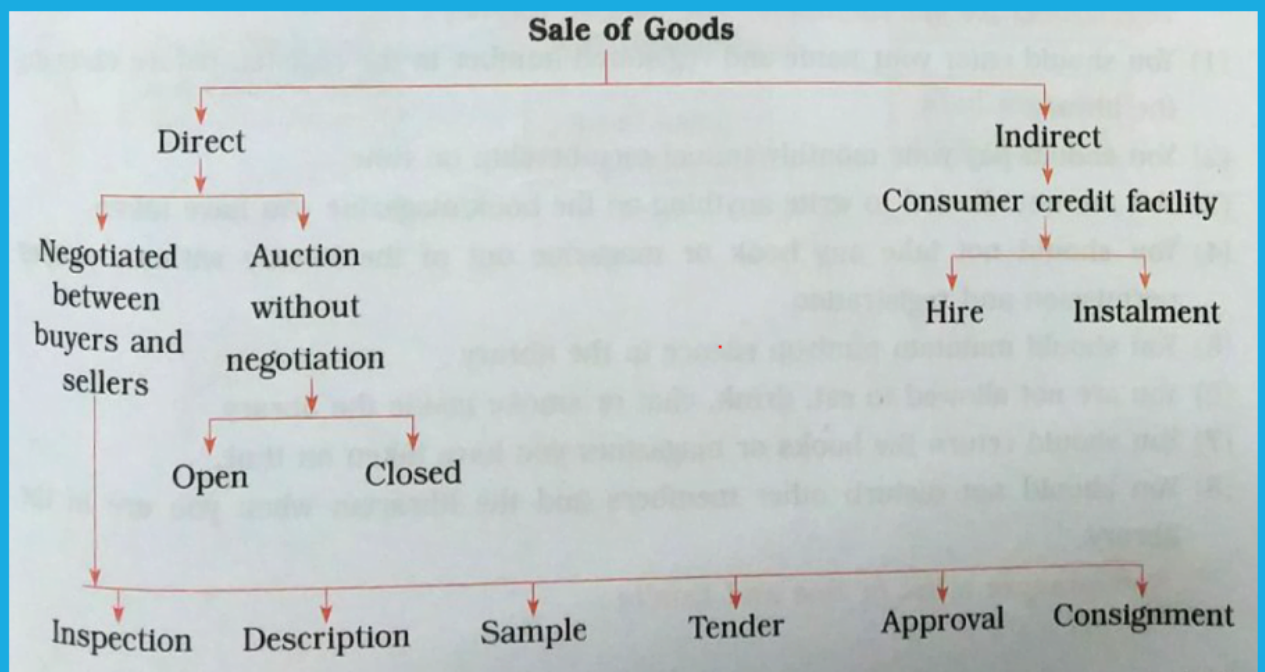 Sale of Goods
Direct
Indirect
Consumer credit facility
Negotiated
between
buyers and
sellers
Auction
without
negotiation
Hire
Instalment
Open
Closed
Inspection
Description
Sample
Tender
Approval
Consignment